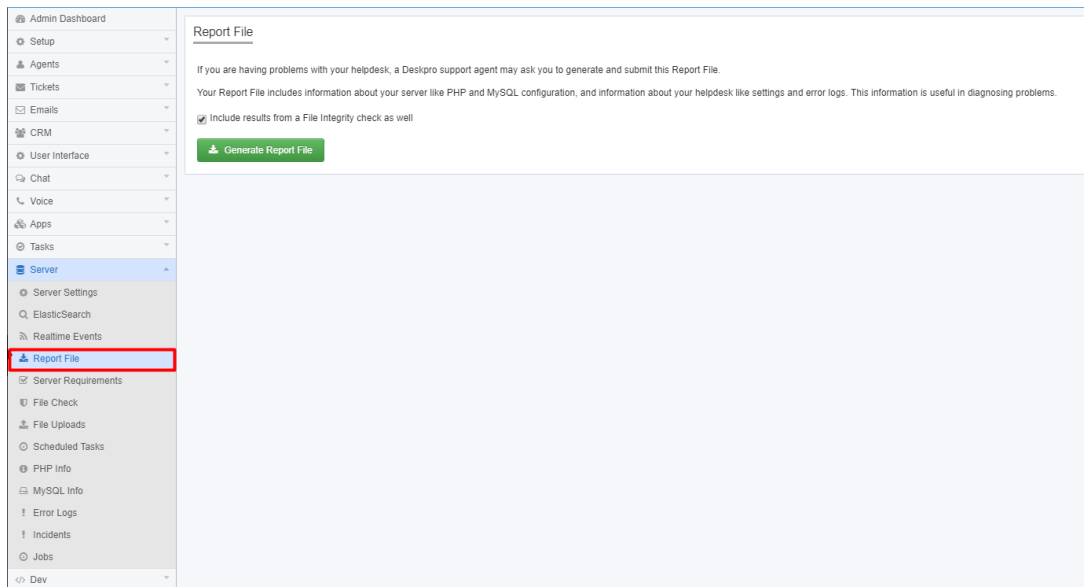 Admin Dashboard
Setup
Agents
Tickets
Emails
CRM
User Interface
Chat
Voice
Apps
Tasks
Server
Server Settings
ElasticSearch
Realtime Events
Report File
Server Requirements
File Check
File Uploads
Scheduled Tasks
PHP Info
MySQL Info
Error Logs
Incidents
Jobs
Dev
Report File
If you are having problems with your helpdesk, a Deskpro support agent may ask you to generate and submit this Report File.
Your Report File includes information about your server like PHP and MySQL configuration, and information about your helpdesk like settings and error logs. This information is useful in diagnosing problems.
Include results from a File Integrity check as well
Generate Report File